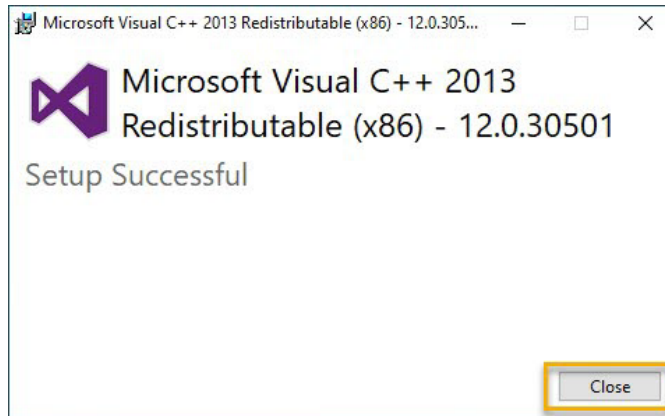 Microsoft Visual C++ 2013 Redistributable (x86) - 12.0.305...
Microsoft Visual C++ 2013
Redistributable (x86) - 12.0.30501
Setup Successful
Close